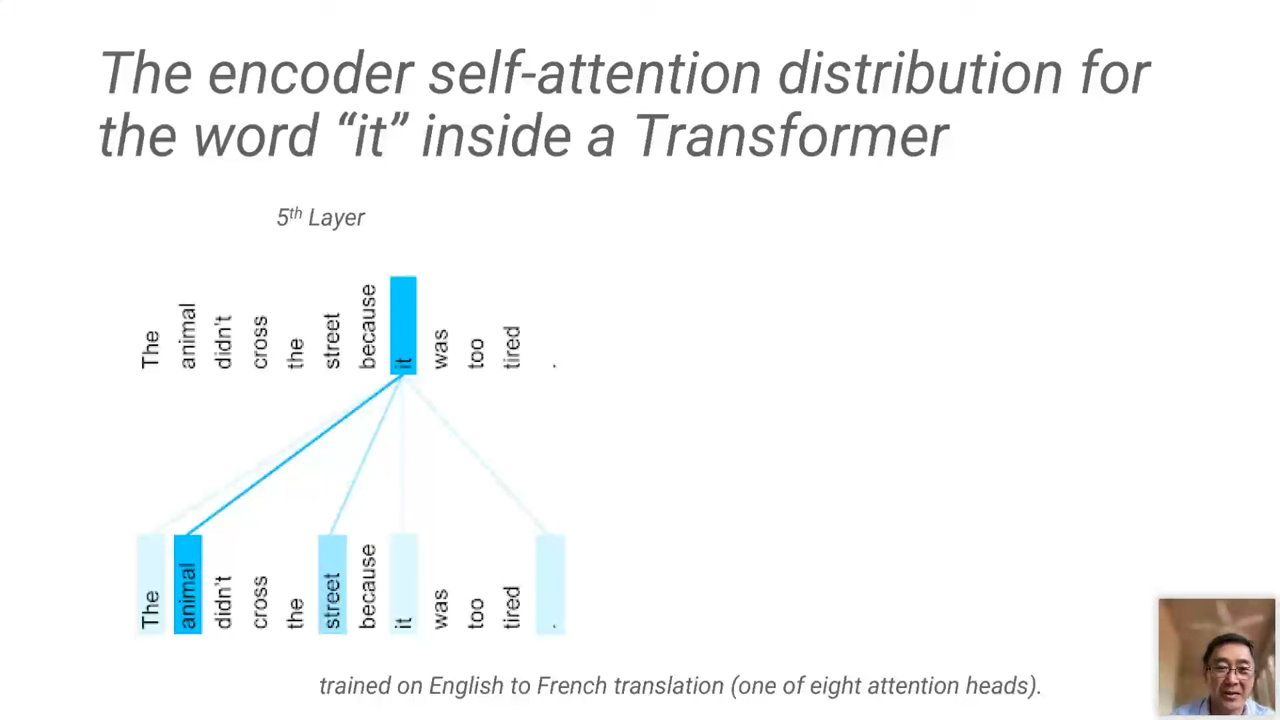 The encoder self-attention distribution for
the word “it” inside a Transformer
5th Layer
The animal didn't cross the street because it was too tired .
The animal didn't cross the street because it was too tired .
trained on English to French translation (one of eight attention heads).